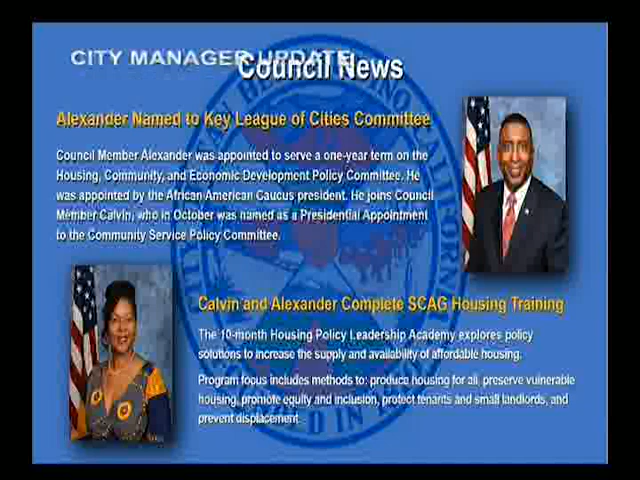 CITY MANAGER UPDATE
Council News
Alexander Named to Key League of Cities Committee
Council Member Alexander was appointed to serve a one-year term on the
Housing, Community, and Economic Development Policy Committee. He
was appointed by the African American Caucus president. He joins Council
Member Calvin, who in October was named as a Presidential Appointment
to the Community Service Policy Committee.
Calvin and Alexander Complete SCAG Housing Training
The 10-month Housing Policy Leadership Academy explores policy
solutions to increase the supply and availability of affordable housing.
Program focus includes methods to: produce housing for all, preserve vulnerable
housing, promote equity and inclusion, protect tenants and small landlords, and
prevent displacement